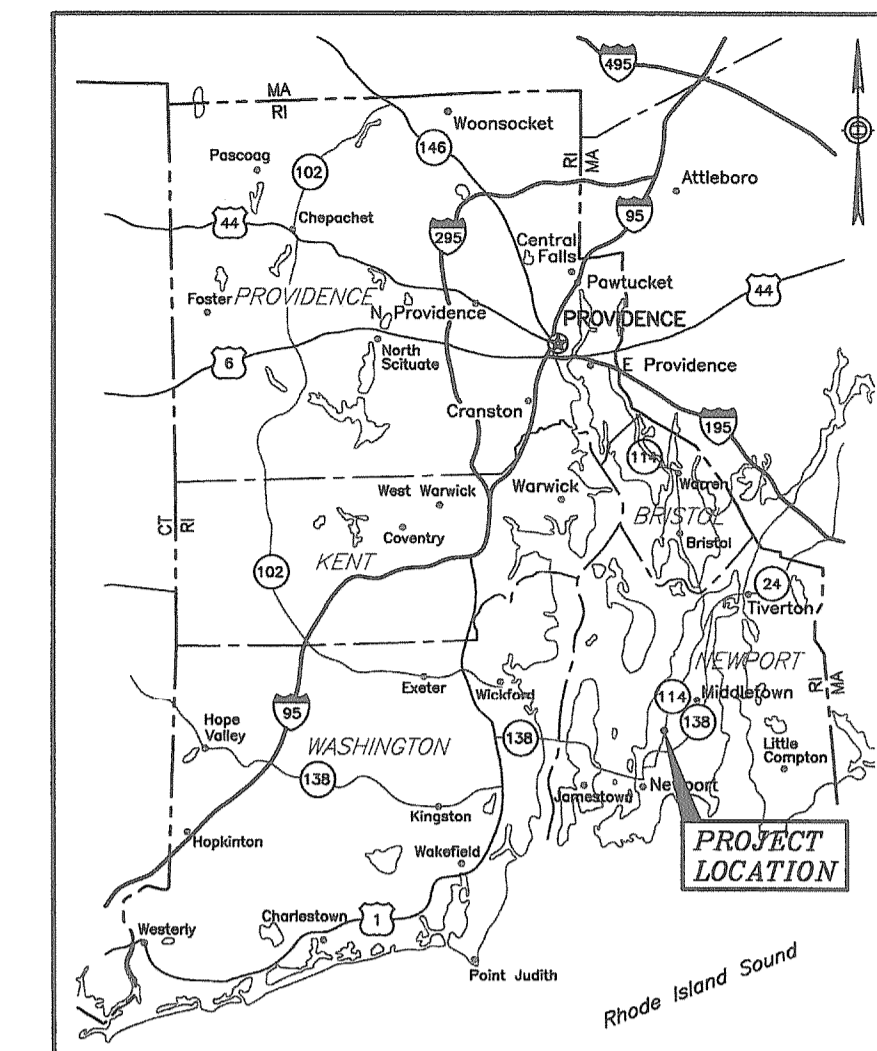 495
MA
RI
Woonsocket
146
Pascoag
102
RI
MA
Attleboro
44
Chepachet
295
95
Central
Falls
Pawtucket
44
Foster
PROVIDENCE
N Providence
PROVIDENCE
6
North
Scituate
E Providence
Cranston
195
114
Warren
West Warwick
Warwick
BRISTOL
CT
RI
Coventry
Bristol
KENT
102
24
Tiverton
NEWPORT
RI
MA
Exeter
Wickford
114
Middletown
95
138
138
Hope
Valley
WASHINGTON
Little
Compton
138
Jamestown
Newport
Kingston
Hopkinton
PROJECT
LOCATION
Wakefield
Charlestown
1
Westerly
Point Judith
Rhode Island Sound